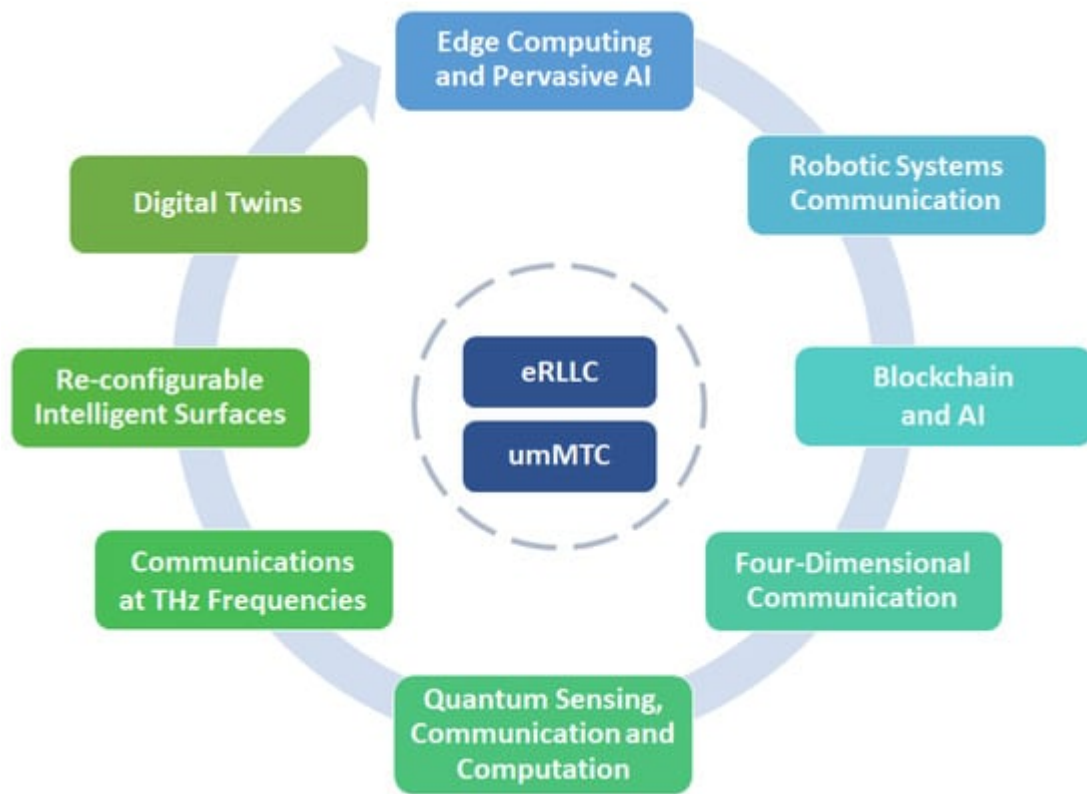 Edge Computing
and Pervasive AI
Robotic Systems
Communication
Blockchain
and AI
Four-Dimensional
Communication
Quantum Sensing,
Communication and
Computation
Communications
at THz Frequencies
Re-configurable
Intelligent Surfaces
Digital Twins
eRLLC
umMTC